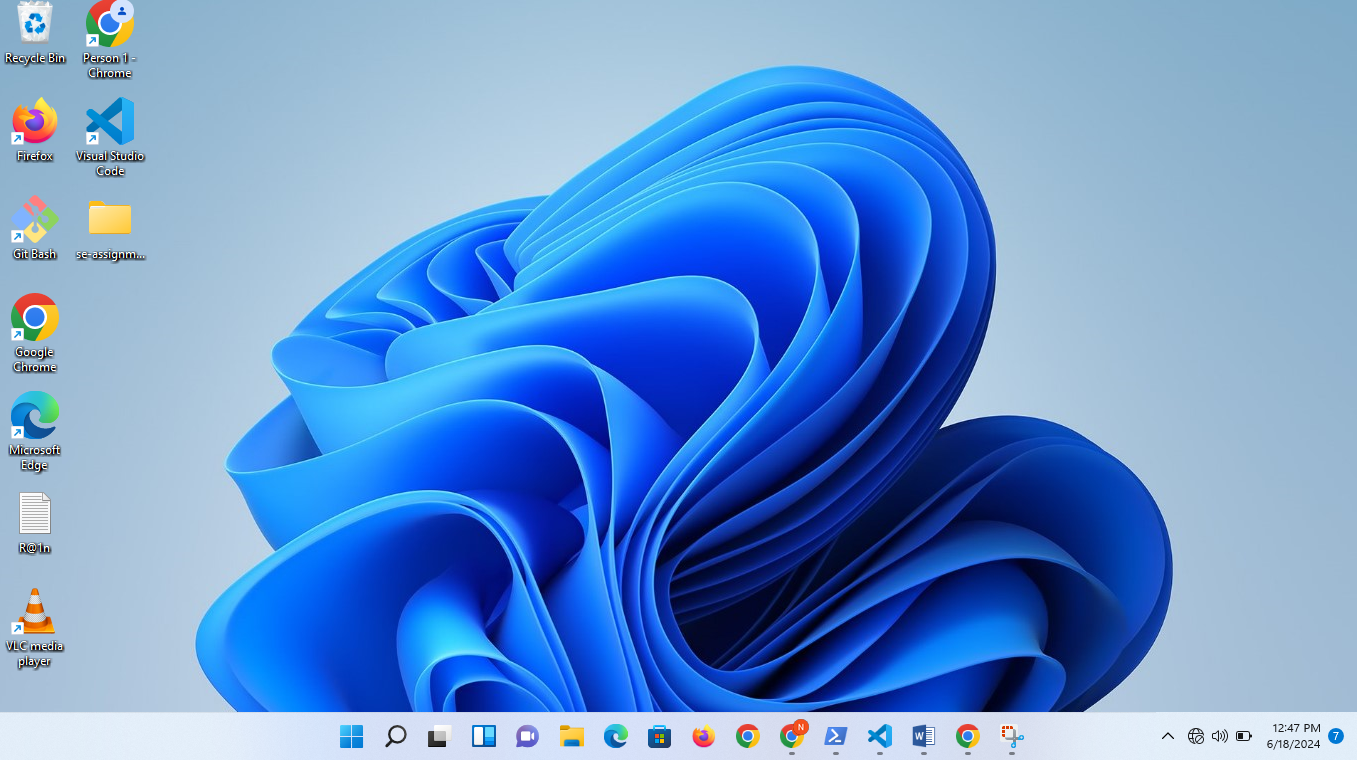 Recycle Bin
Person 1 -
Chrome
Firefox
Visual Studio
Code
Git Bash
se-assignm...
Google
Chrome
Microsoft
Edge
R@1n
VLC media
player
N
W
12:47 PM
6/18/2024
7